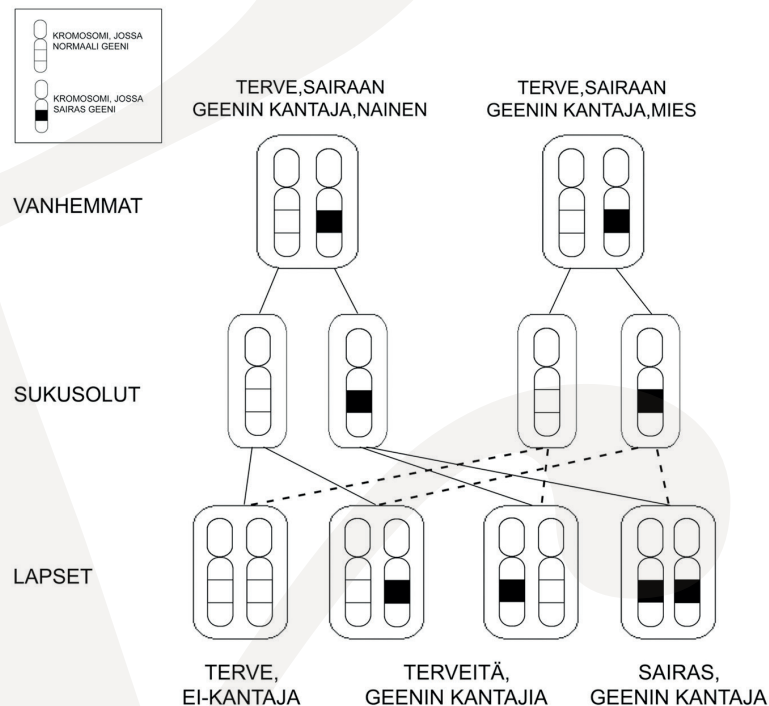 KROMOSOMI, JOSSA
NORMAALI GEENI
KROMOSOMI, JOSSA
SAIRAS GEENI
TERVE,SAIRAAN
GEENIN KANTAJA,NAINEN
TERVE,SAIRAAN
GEENIN KANTAJA,MIES
VANHEMMAT
SUKUSOLUT
LAPSET
TERVE,
EI-KANTAJA
TERVEITÄ,
GEENIN KANTAJIA
SAIRAS,
GEENIN KANTAJA